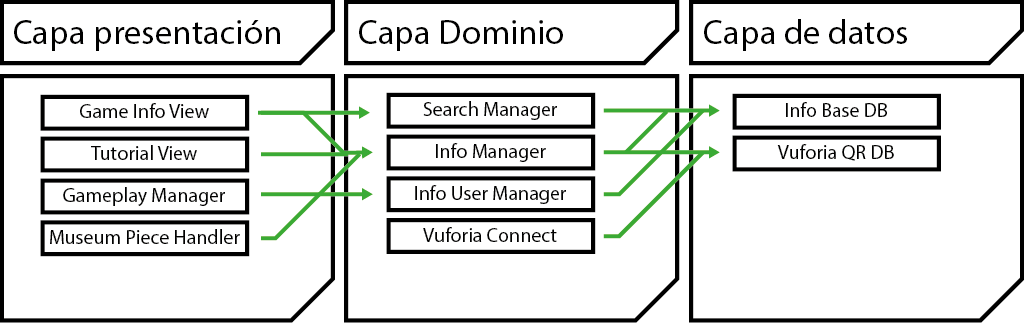 Capa presentación
Capa Dominio
Capa de datos
Game Info View
Tutorial View
Gameplay Manager
Museum Piece Handler
Search Manager
Info Manager
Info User Manager
Vuforia Connect
Info Base DB
Vuforia QR DB